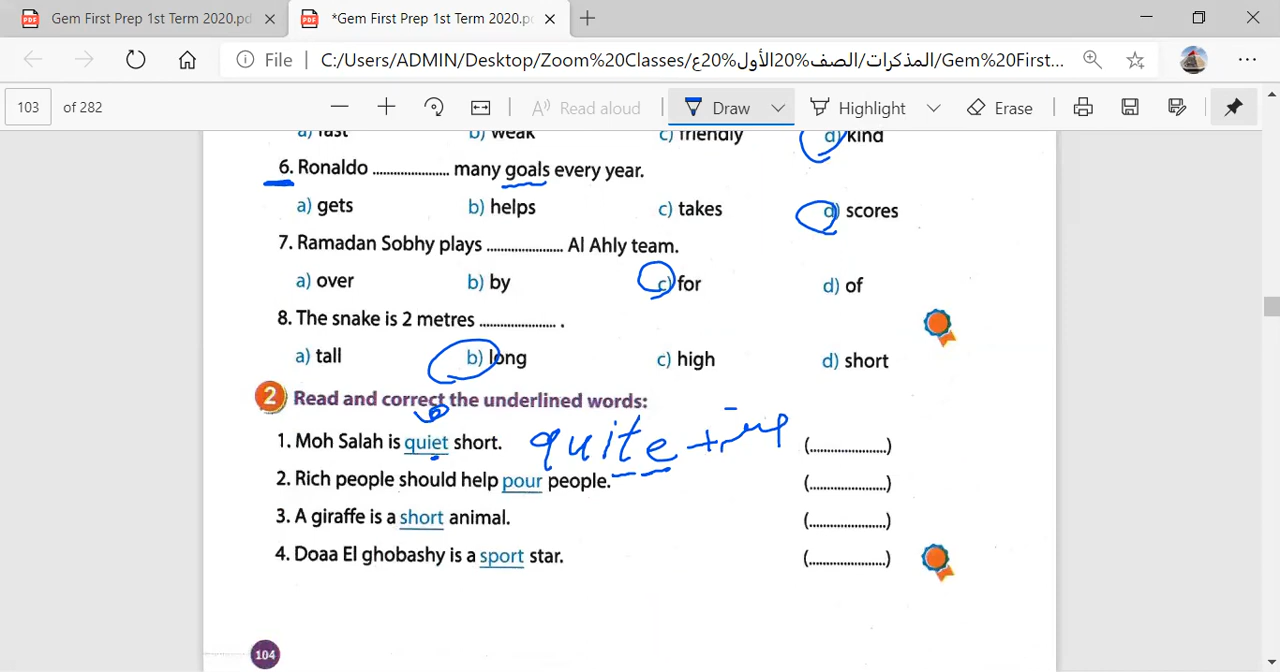 Gem First Prep 1st Term 2020.pd
*Gem First Prep 1st Term 2020.p
File
C:/Users/ADMIN/Desktop/Zoom%20Classes/المذكرات/الصف%20الأول%20ع/Gem%20First...
103 of 282
Read aloud
Draw
Highlight
Erase
a) fast b) weak c) friendly d) kind
6. Ronaldo .................... many goals every year.
a) gets b) helps c) takes d) scores
7. Ramadan Sobhy plays .................... Al Ahly team.
a) over b) by c) for d) of
8. The snake is 2 metres .................... .
a) tall b) long c) high d) short
2 Read and correct the underlined words:
1. Moh Salah is quiet short. quite + (....................)
2. Rich people should help pour people. (....................)
3. A giraffe is a short animal. (....................)
4. Doaa El ghobashy is a sport star. (....................)
104